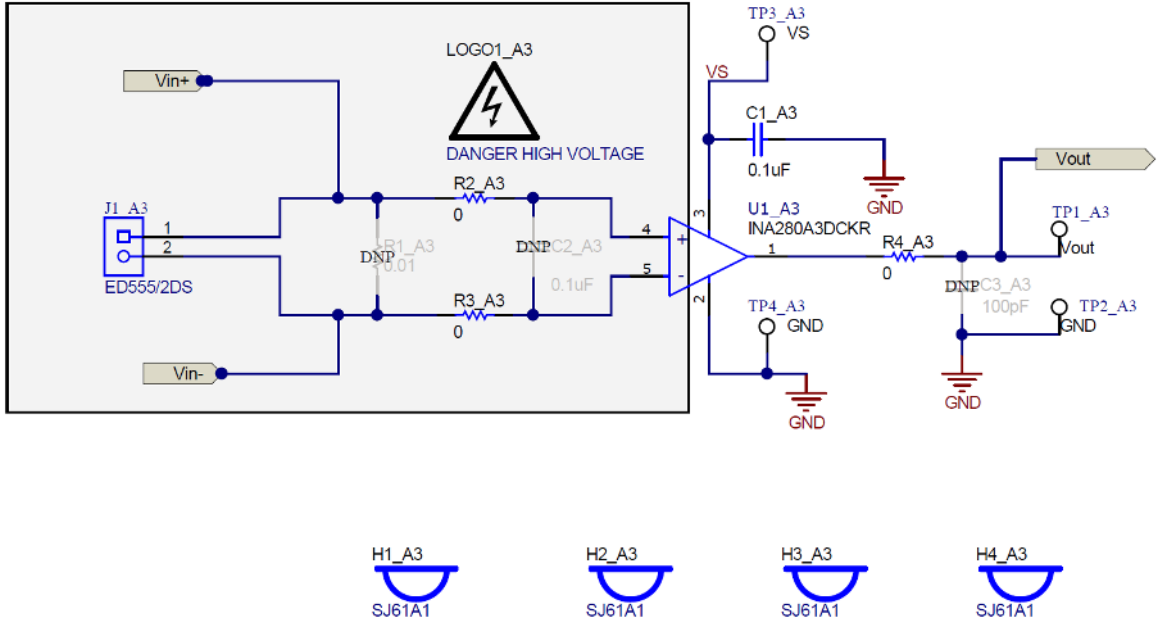 TP3_A3
VS
LOGO1_A3
VS
Vin+
C1_A3
DANGER HIGH VOLTAGE
0.1uF
Vout
R2_A3
0
GND
J1_A3
1
2
ED555/2DS
R1_A3
DNP
0.01
DNP
C2_A3
0.1uF
4
+
5
-
3
U1_A3
INA280A3DCKR
1
2
R4_A3
0
TP1_A3
Vout
DNP
C3_A3
100pF
TP2_A3
GND
R3_A3
0
TP4_A3
GND
Vin-
GND
GND
H1_A3
SJ61A1
H2_A3
SJ61A1
H3_A3
SJ61A1
H4_A3
SJ61A1